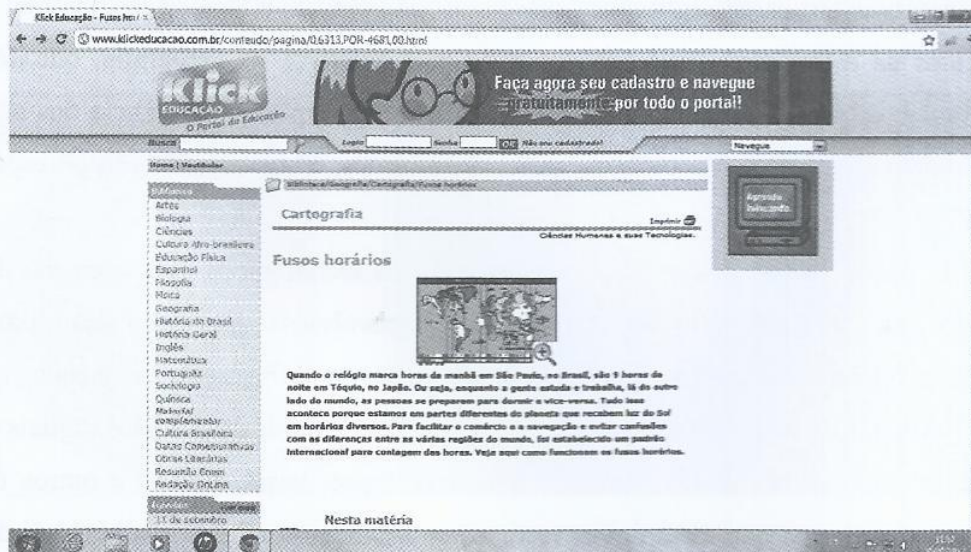 Klick Educação - Fusos hor
www.klickeducacao.com.br/conteudo/pagina/0,6313,POR-4681,00.html
Klick
EDUCAÇÃO
O Portal da Educação
Faça agora seu cadastro e navegue
gratuitamente por todo o portal!
Busca
Login
Senha
OK
Não sou cadastrado!
Navegue
Home | Vestibular
Biblioteca
Biblioteca/Geografia/Cartografia/Fusos horários
Aprenda
brincando
Artes
Biologia
Ciências
Cultura Afro-brasileira
Educação Física
Espanhol
Filosofia
Física
Geografia
História do Brasil
História Geral
Inglês
Matemática
Português
Sociologia
Química
Material
complementar
Cultura Brasileira
Datas Comemorativas
Obras Literárias
Resumão Enem
Redação Online
11 de setembro
Cartografia
Imprimir
Ciências Humanas e suas Tecnologias.
Fusos horários
Quando o relógio marca horas da manhã em São Paulo, no Brasil, são 9 horas da
noite em Tóquio, no Japão. Ou seja, enquanto a gente estuda e trabalha, lá do outro
lado do mundo, as pessoas se preparam para dormir e vice-versa. Tudo isso
acontece porque estamos em partes diferentes do planeta que recebem luz do Sol
em horários diversos. Para facilitar o comércio e a navegação e evitar confusões
com as diferenças entre as várias regiões do mundo, foi estabelecido um padrão
internacional para contagem das horas. Veja aqui como funcionam os fusos horários.
Nesta matéria